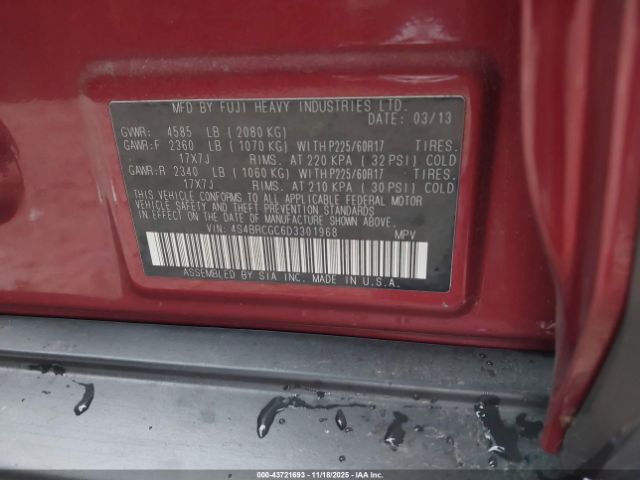 MFD BY FUJI HEAVY INDUSTRIES LTD.
DATE: 03/13
GVWR: 4585 LB ( 2080 KG)
GAWR:F 2360 LB ( 1070 KG) WITH P225/60R17 TIRES.
17X7J RIMS. AT 220 KPA ( 32 PSI) COLD
GAWR:R 2340 LB ( 1060 KG) WITH P225/60R17 TIRES.
17X7J RIMS. AT 210 KPA ( 30 PSI) COLD
THIS VEHICLE CONFORMS TO ALL APPLICABLE FEDERAL MOTOR
VEHICLE SAFETY AND THEFT PREVENTION STANDARDS
IN EFFECT ON THE DATE OF MANUFACTURE SHOWN ABOVE.
VIN: 4S4BRCGC6D3301968 MPV
ASSEMBLED BY SIA INC. MADE IN U.S.A.
000-43721693 - 11/18/2025 - IAA Inc. Copyright